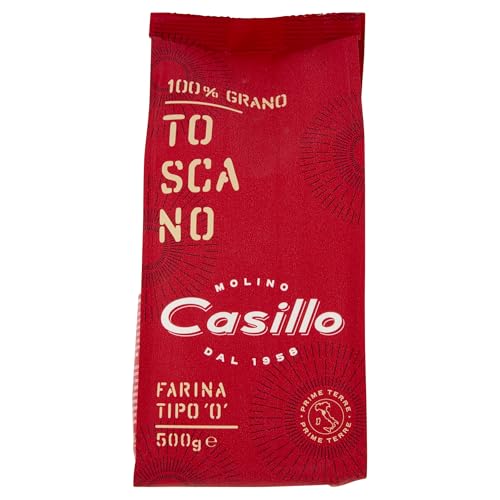 100% GRANO
TO
SCA
NO
MOLINO
Casillo
DAL 1958
FARINA
TIPO '0'
500g e
PRIME TERRE
PRIME TERRE